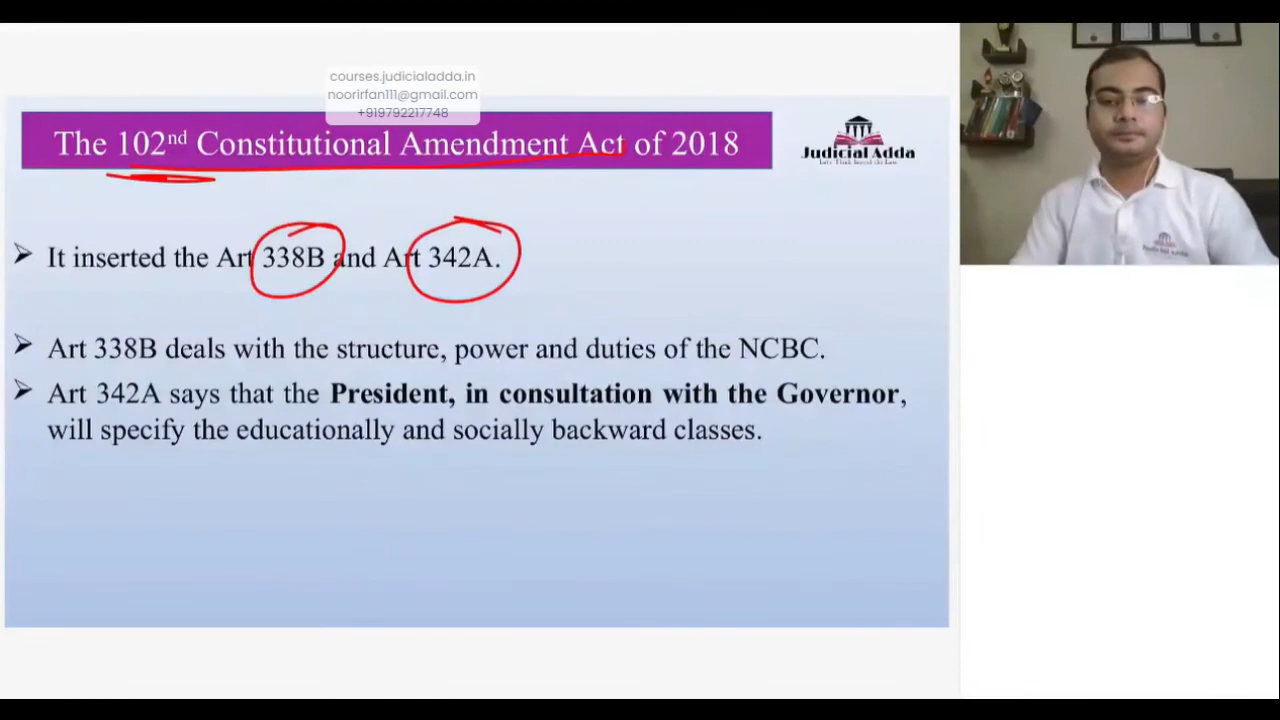 courses.judicialadda.in
noorirfan111@gmail.com
+919792217748
The 102nd Constitutional Amendment Act of 2018
Judicial Adda
➢ It inserted the Art 338B and Art 342A.
➢ Art 338B deals with the structure, power and duties of the NCBC.
➢ Art 342A says that the President, in consultation with the Governor,
will specify the educationally and socially backward classes.